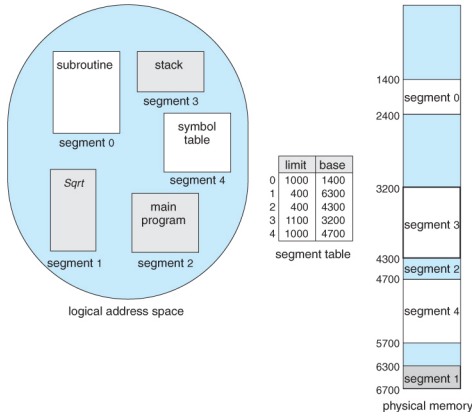 subroutine
stack
segment 3
segment 0
symbol
table
segment 4
Sqrt
main
program
segment 1
segment 2
logical address space
limit base
0 1000 1400
1 400 6300
2 400 4300
3 1100 3200
4 1000 4700
segment table
1400
segment 0
2400
3200
segment 3
4300
segment 2
4700
segment 4
5700
6300
segment 1
6700
physical memory